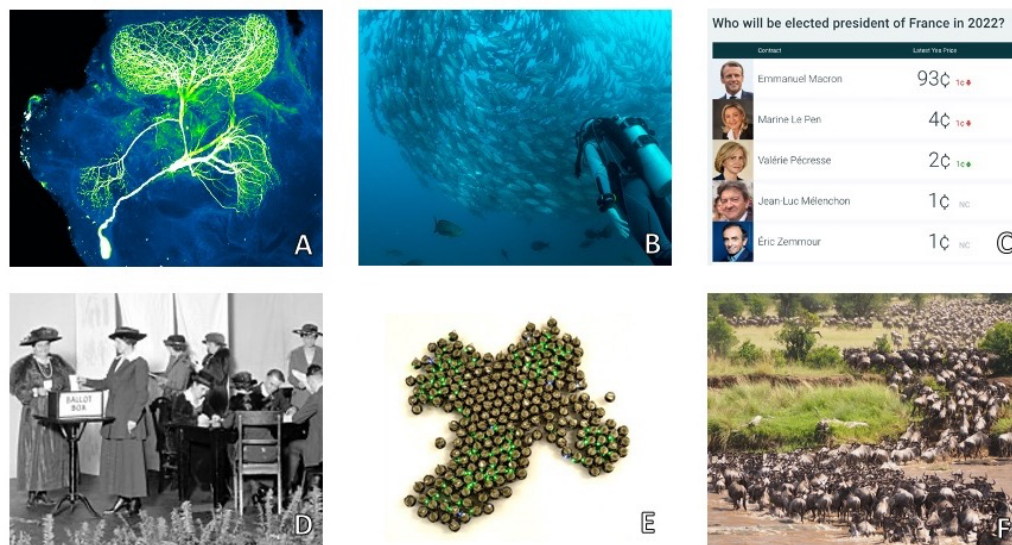 Who will be elected president of France in 2022?
Contract Latest Yes Price
Emmanuel Macron 93¢ 1¢
Marine Le Pen 4¢ 1¢
Valérie Pécresse 2¢ 1¢
Jean-Luc Mélenchon 1¢ NC
Éric Zemmour 1¢ NC
A
B
C
BALLOT
BOX
D
E
F